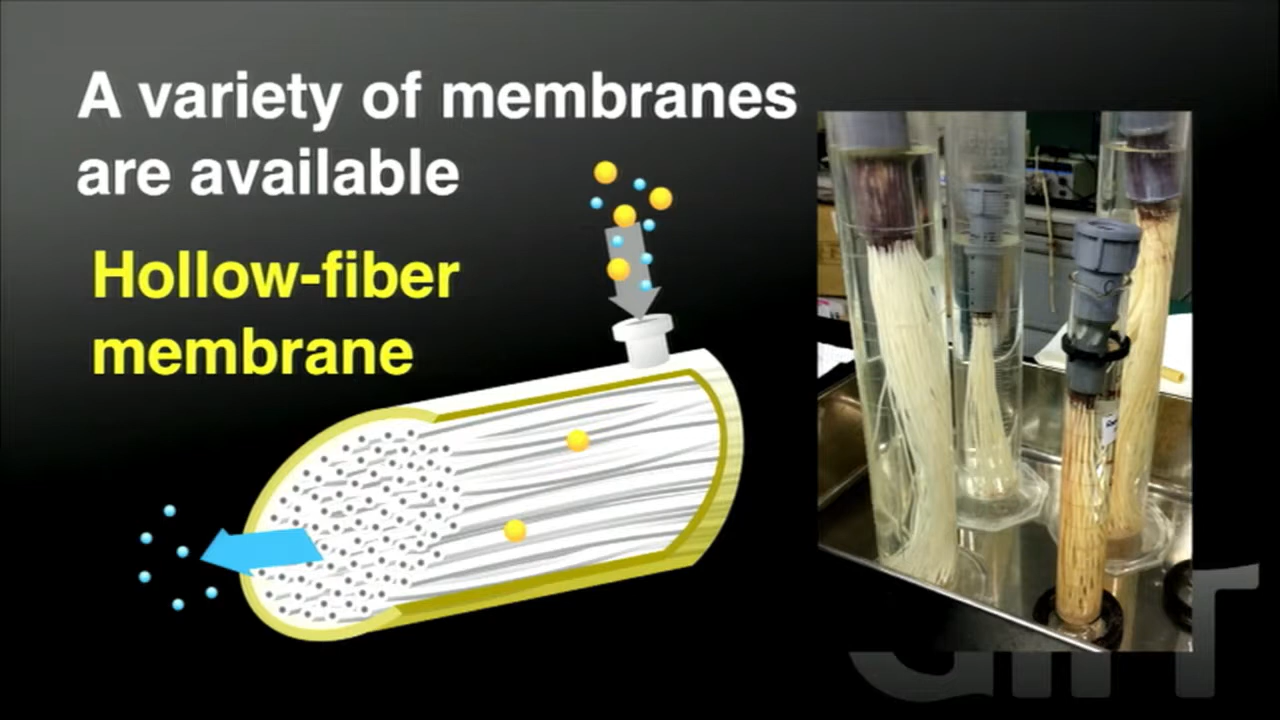 A variety of membranes
are available
Hollow-fiber
membrane